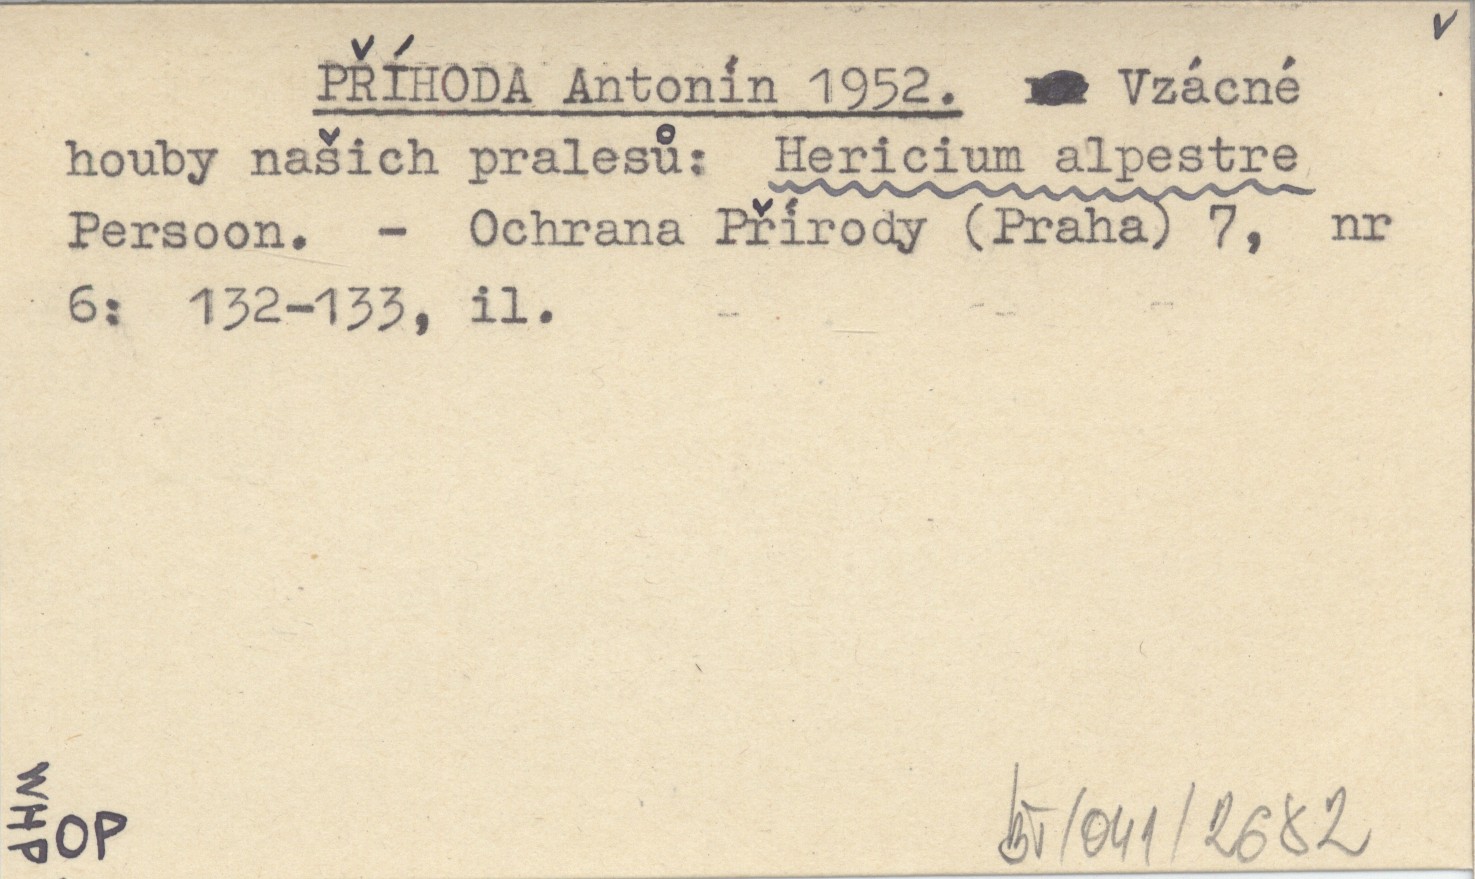 PŘÍHODA Antonín 1952. Vzácné
houby našich pralesů: Hericium alpestre
Persoon. - Ochrana Přírody (Praha) 7, nr
6: 132-133, il.
WHP
OP
/041/2682